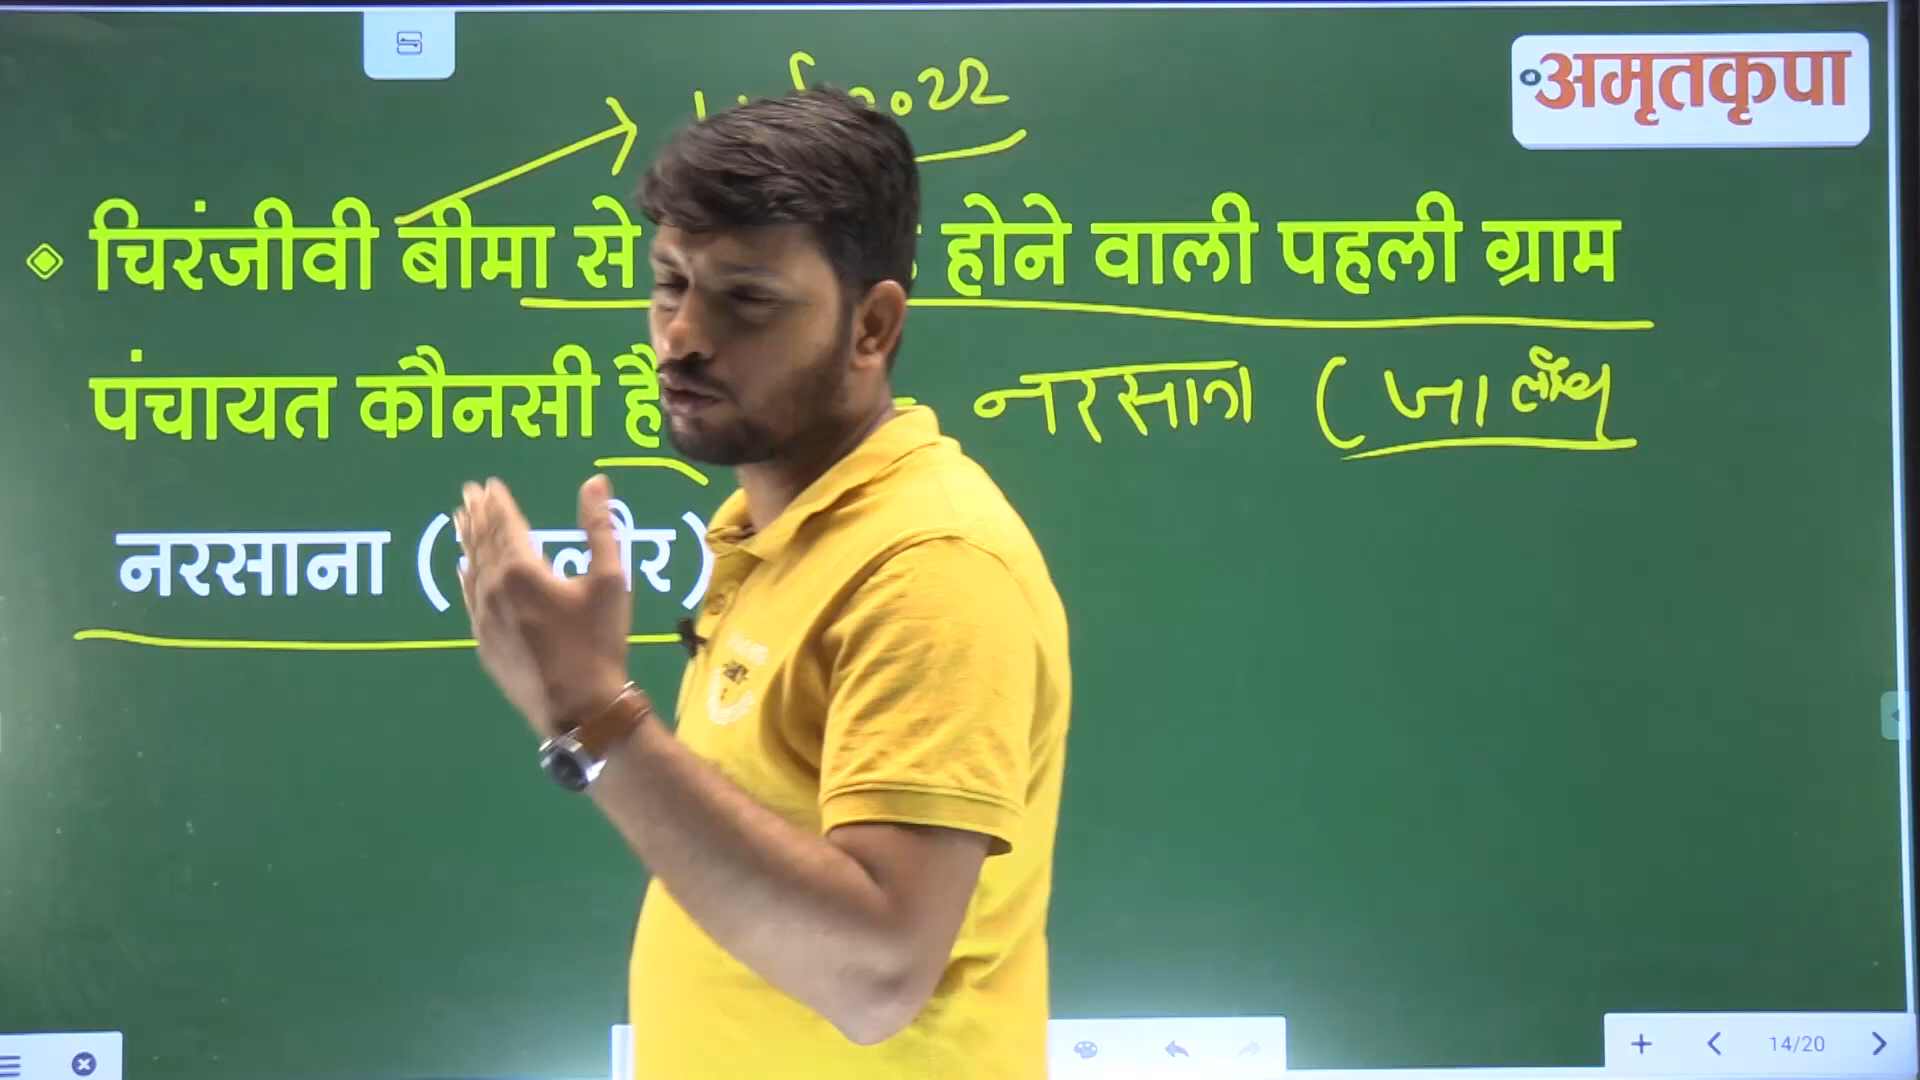 अमृतकृपा
2022
चिरंजीवी बीमा से होने वाली पहली ग्राम
पंचायत कौनसी है
नरसाना (जालौर
नरसाना (जालौर)
14/20